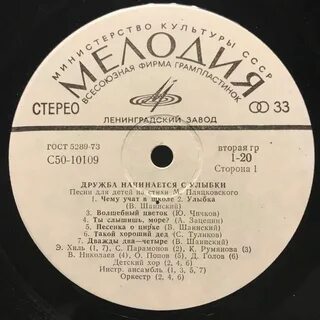 МИНИСТЕРСТВО КУЛЬТУРЫ СССР
МЕЛОДИЯ
ВСЕСОЮЗНАЯ ФИРМА ГРАМПЛАСТИНОК
СТЕРЕО
33
ЛЕНИНГРАДСКИЙ ЗАВОД
ГОСТ 5289-73
вторая гр
С50-10109
1-20
Сторона 1
ДРУЖБА НАЧИНАЕТСЯ С УЛЫБКИ
Песни для детей на стихи М. Пляцковского
1. Чему учат в школе 2. Улыбка
(В. Шаинский)
3. Волшебный цветок (Ю. Чичков)
4. Ты слышишь, море? (А. Зацепин)
5. Песенка о цирке (В. Шаинский)
6. Такой хороший дед (С. Туликов)
7. Дважды два—четыре (В. Шаинский)
Э. Хиль (1, 7) С. Парамонов (2) К. Румянова (3)
В. Николаев (4) О. Попов (5) Д. Голов (6)
Детский хор (2, 4, 6)
Инстр. ансамбль (1, 3, 5, 7)
Оркестр (2, 4, 6)